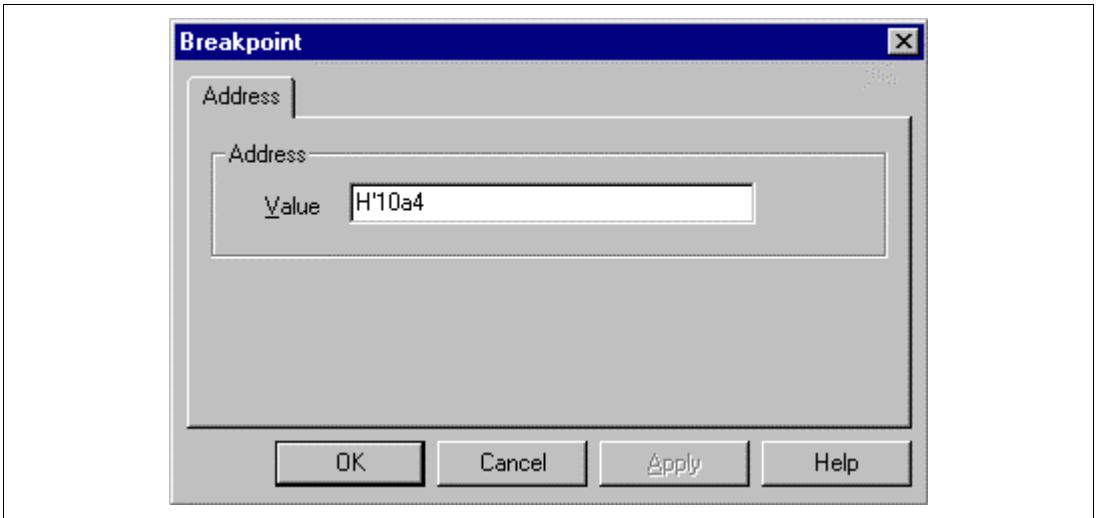 Breakpoint
Address
Address
Value H'10a4
OK Cancel Apply Help